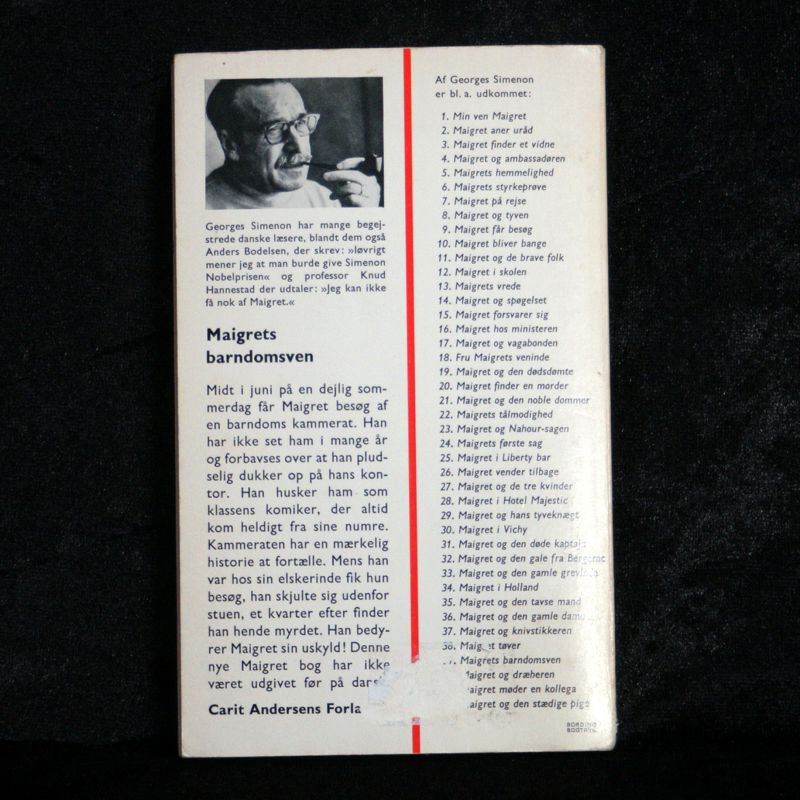 Georges Simenon har mange begej-
strede danske læsere, blandt dem også
Anders Bodelsen, der skrev: »Iøvrigt
mener jeg at man burde give Simenon
Nobelprisen« og professor Knud
Hannestad der udtaler: »Jeg kan ikke
få nok af Maigret.«
Maigrets
barndomsven
Midt i juni på en dejlig som-
merdag får Maigret besøg af
en barndoms kammerat. Han
har ikke set ham i mange år
og forbavses over at han plud-
selig dukker op på hans kon-
tor. Han husker ham som
klassens komiker, der altid
kom heldigt fra sine numre.
Kammeraten har en mærkelig
historie at fortælle. Mens han
var hos sin elskerinde fik hun
besøg, han skjulte sig udenfor
stuen, et kvarter efter finder
han hende myrdet. Han bedy-
rer Maigret sin uskyld! Denne
nye Maigret bog har ikke
været udgivet før på
Carit Andersens Forla
Af Georges Simenon
er bl. a. udkommet:
1. Min ven Maigret
2. Maigret aner uråd
3. Maigret finder et vidne
4. Maigret og ambassadøren
5. Maigrets hemmelighed
6. Maigrets styrkeprøve
7. Maigret på rejse
8. Maigret og tyven
9. Maigret får besøg
10. Maigret bliver bange
11. Maigret og de brave folk
12. Maigret i skolen
13. Maigrets vrede
14. Maigret og spøgelset
15. Maigret forsvarer sig
16. Maigret hos ministeren
17. Maigret og vagabonden
18. Fru Maigrets veninde
19. Maigret og den dødsdømte
20. Maigret finder en morder
21. Maigret og den noble dommer
22. Maigrets tålmodighed
23. Maigret og Nahour-sagen
24. Maigrets første sag
25. Maigret i Liberty bar
26. Maigret vender tilbage
27. Maigret og de tre kvinder
28. Maigret i Hotel Majestic
29. Maigret og hans tyveknægt
30. Maigret i Vichy
31. Maigret og den døde
32. Maigret og den gale fra
33. Maigret og den gamle
34. Maigret i Holland
35. Maigret og den tavse mand
36. Maigret og den gamle
37. Maigret og knivstikkeren
38. tøver
Maigrets barndomsven
aigret og dræberen
aigret møder en kollega
aigret og den stædige pige